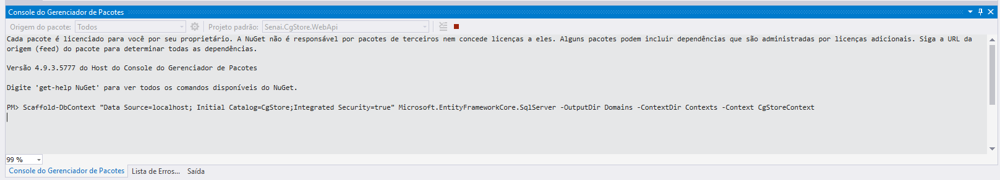 Console do Gerenciador de Pacotes
Origem do pacote: Todos Projeto padrão: Senai.CgStore.WebApi
Cada pacote é licenciado para você por seu proprietário. A NuGet não é responsável por pacotes de terceiros nem concede licenças a eles. Alguns pacotes podem incluir dependências que são administradas por licenças adicionais. Siga a URL da
origem (feed) do pacote para determinar todas as dependências.
Versão 4.9.3.5777 do Host do Console do Gerenciador de Pacotes
Digite 'get-help NuGet' para ver todos os comandos disponíveis do NuGet.
PM> Scaffold-DbContext "Data Source=localhost; Initial Catalog=CgStore;Integrated Security=true" Microsoft.EntityFrameworkCore.SqlServer -OutputDir Domains -ContextDir Contexts -Context CgStoreContext
99 %
Console do Gerenciador de Pacotes Lista de Erros... Saída